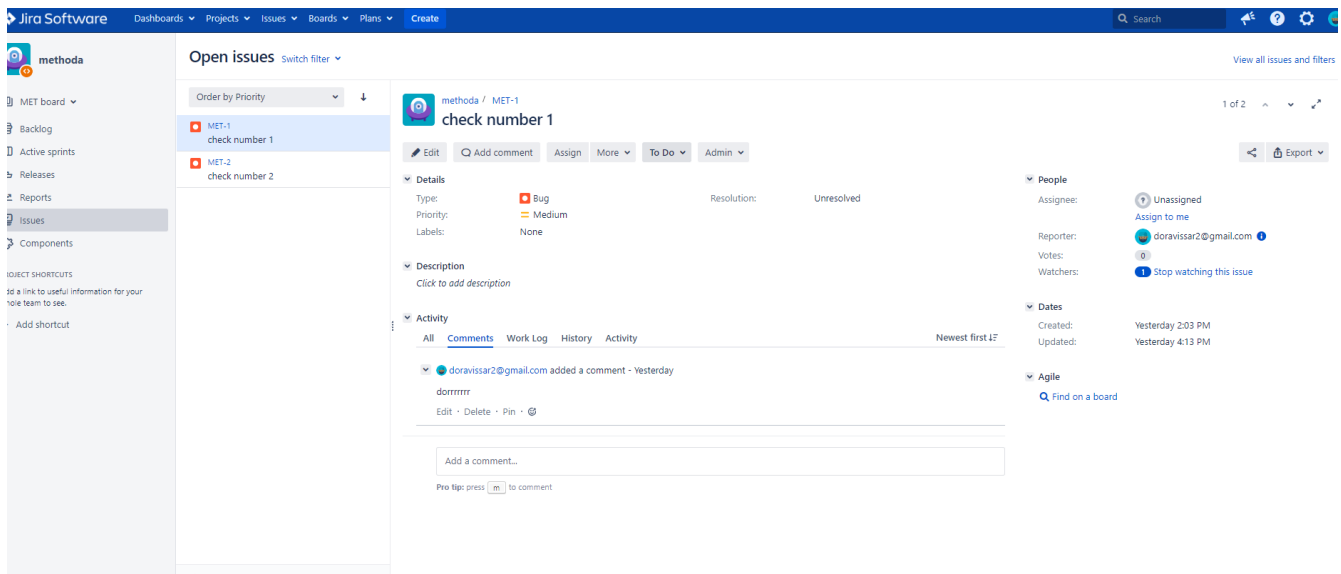 Jira Software Dashboards Projects Issues Boards Plans Create Search
methoda
MET board
Backlog
Active sprints
Releases
Reports
Issues
Components
Add shortcut
Open issues Switch filter
View all issues and filters
Order by Priority
MET-1
check number 1
MET-2
check number 2
methoda / MET-1
check number 1
1 of 2
Edit Add comment Assign More To Do Admin Export
Details
Type: Bug Resolution: Unresolved
Priority: Medium
Labels: None
Description
Click to add description
Activity
All Comments Work Log History Activity Newest first
doravissar2@gmail.com added a comment - Yesterday
dorrrrrrr
Edit · Delete · Pin ·
Add a comment...
Pro tip: press m to comment
People
Assignee: Unassigned
Assign to me
Reporter: doravissar2@gmail.com
Votes: 0
Watchers: 1 Stop watching this issue
Dates
Created: Yesterday 2:03 PM
Updated: Yesterday 4:13 PM
Agile
Find on a board